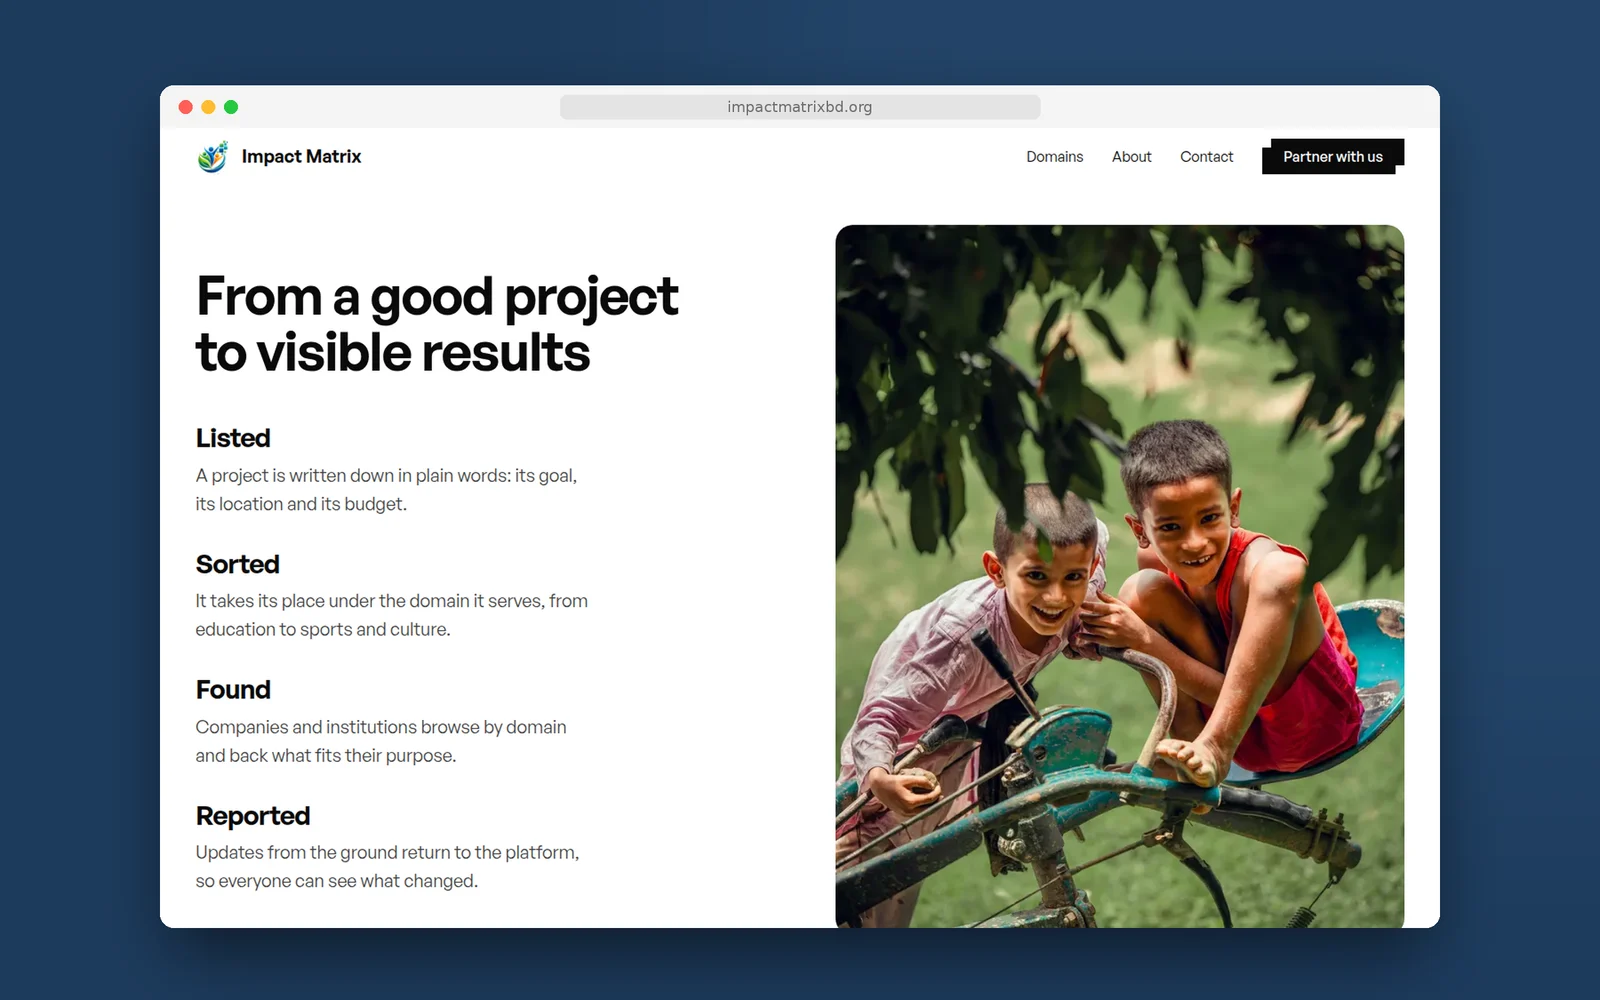 impactmatrixbd.org
Impact Matrix
Domains
About
Contact
Partner with us
From a good project
to visible results
Listed
A project is written down in plain words: its goal,
its location and its budget.
Sorted
It takes its place under the domain it serves, from
education to sports and culture.
Found
Companies and institutions browse by domain
and back what fits their purpose.
Reported
Updates from the ground return to the platform,
so everyone can see what changed.